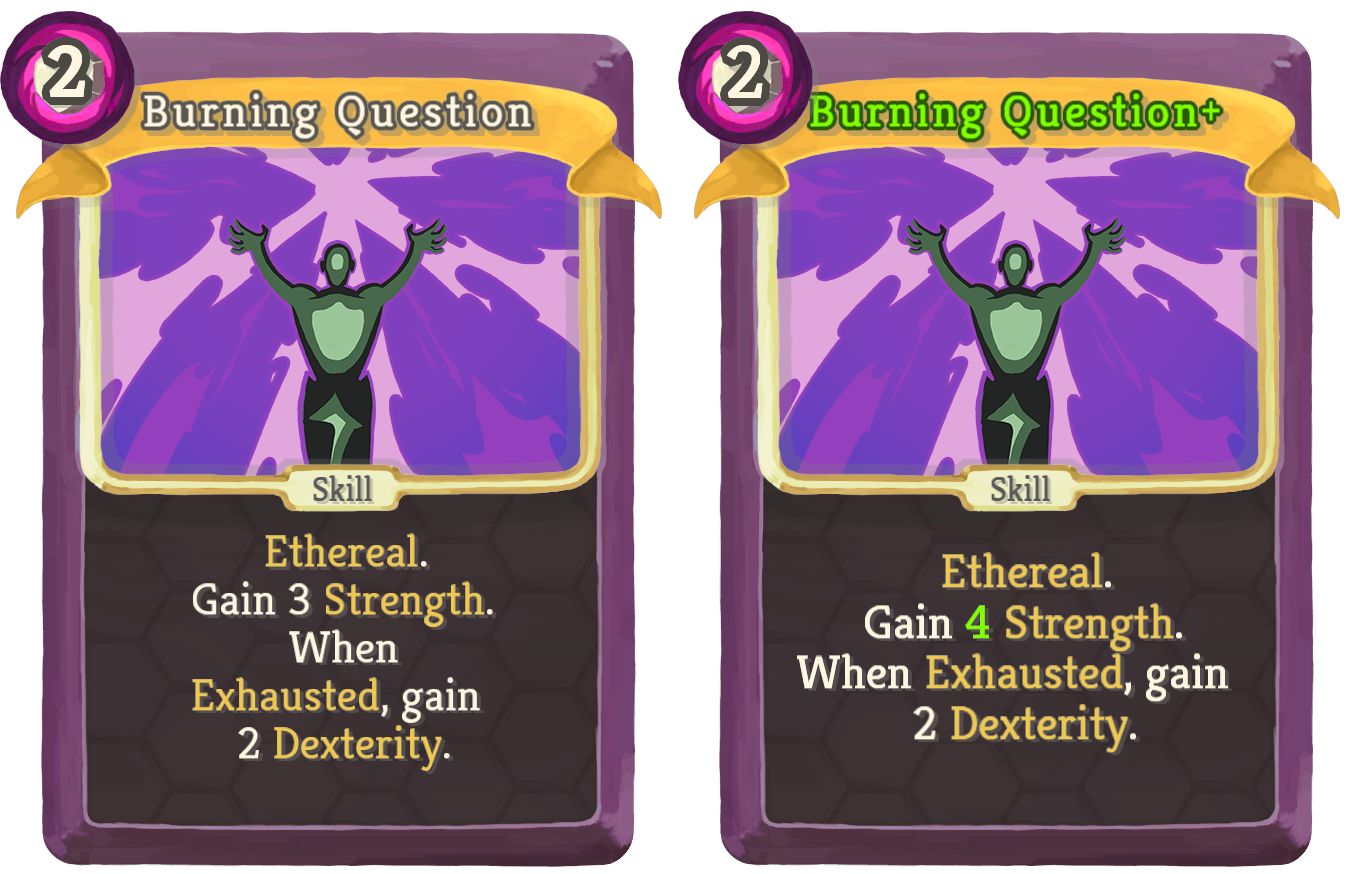 2
Burning Question
Skill
Ethereal.
Gain 3 Strength.
When
Exhausted, gain
2 Dexterity.
2
Burning Question+
Skill
Ethereal.
Gain 4 Strength.
When Exhausted, gain
2 Dexterity.